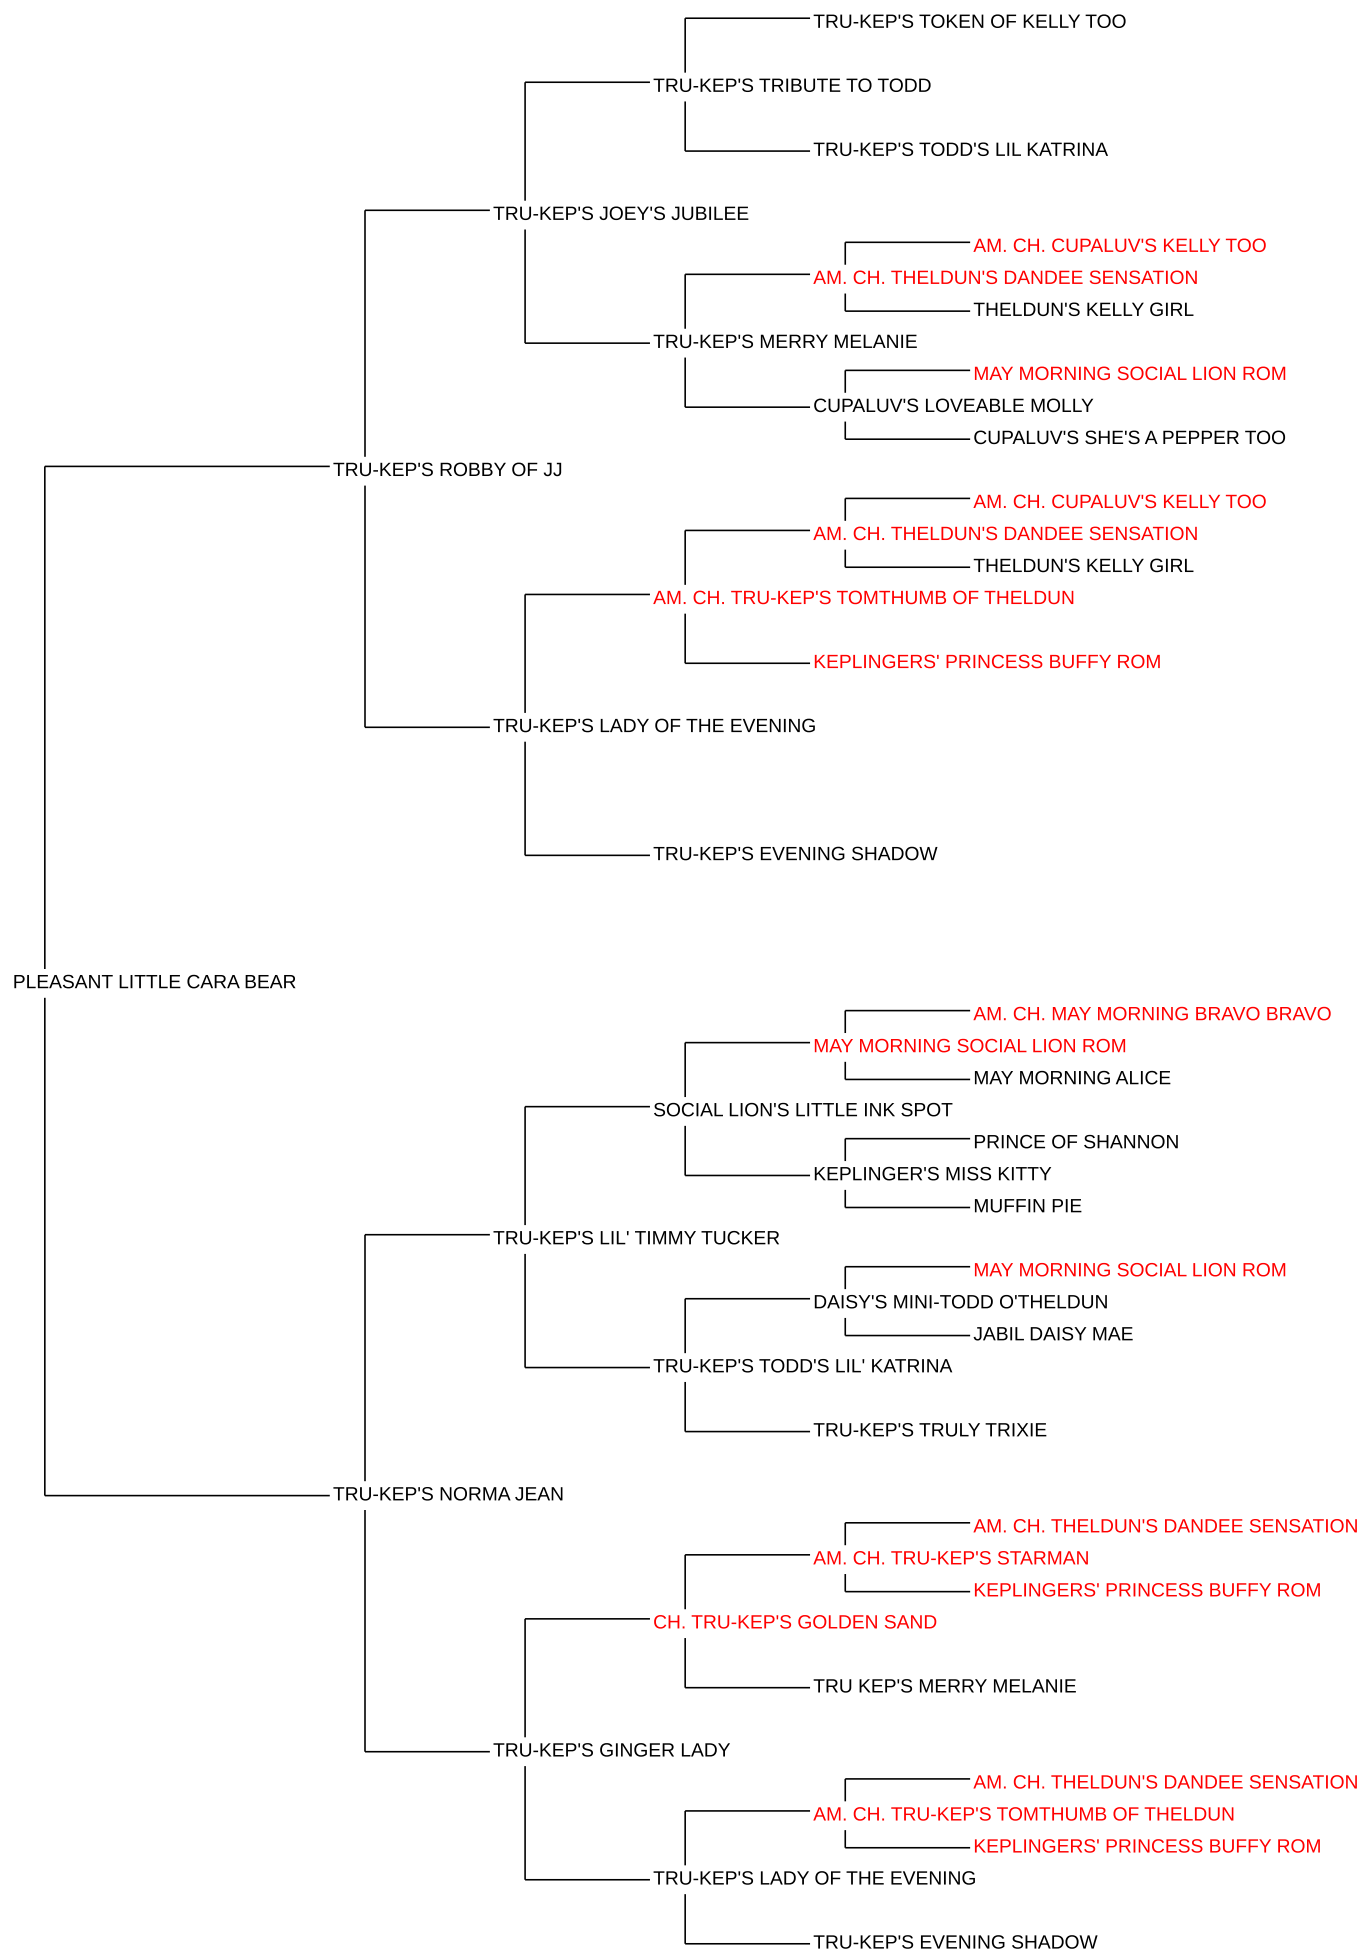 TRU-KEP'S TOKEN OF KELLY TOO
TRU-KEP'S TRIBUTE TO TODD
TRU-KEP'S TODD'S LIL KATRINA
TRU-KEP'S JOEY'S JUBILEE
AM. CH. CUPALUV'S KELLY TOO
AM. CH. THELDUN'S DANDEE SENSATION
THELDUN'S KELLY GIRL
TRU-KEP'S MERRY MELANIE
MAY MORNING SOCIAL LION ROM
CUPALUV'S LOVEABLE MOLLY
CUPALUV'S SHE'S A PEPPER TOO
TRU-KEP'S ROBBY OF JJ
AM. CH. CUPALUV'S KELLY TOO
AM. CH. THELDUN'S DANDEE SENSATION
THELDUN'S KELLY GIRL
AM. CH. TRU-KEP'S TOMTHUMB OF THELDUN
KEPLINGERS' PRINCESS BUFFY ROM
TRU-KEP'S LADY OF THE EVENING
TRU-KEP'S EVENING SHADOW
PLEASANT LITTLE CARA BEAR
AM. CH. MAY MORNING BRAVO BRAVO
MAY MORNING SOCIAL LION ROM
MAY MORNING ALICE
SOCIAL LION'S LITTLE INK SPOT
PRINCE OF SHANNON
KEPLINGER'S MISS KITTY
MUFFIN PIE
TRU-KEP'S LIL' TIMMY TUCKER
MAY MORNING SOCIAL LION ROM
DAISY'S MINI-TODD O'THELDUN
JABIL DAISY MAE
TRU-KEP'S TODD'S LIL' KATRINA
TRU-KEP'S TRULY TRIXIE
TRU-KEP'S NORMA JEAN
AM. CH. THELDUN'S DANDEE SENSATION
AM. CH. TRU-KEP'S STARMAN
KEPLINGERS' PRINCESS BUFFY ROM
CH. TRU-KEP'S GOLDEN SAND
TRU KEP'S MERRY MELANIE
TRU-KEP'S GINGER LADY
AM. CH. THELDUN'S DANDEE SENSATION
AM. CH. TRU-KEP'S TOMTHUMB OF THELDUN
KEPLINGERS' PRINCESS BUFFY ROM
TRU-KEP'S LADY OF THE EVENING
TRU-KEP'S EVENING SHADOW